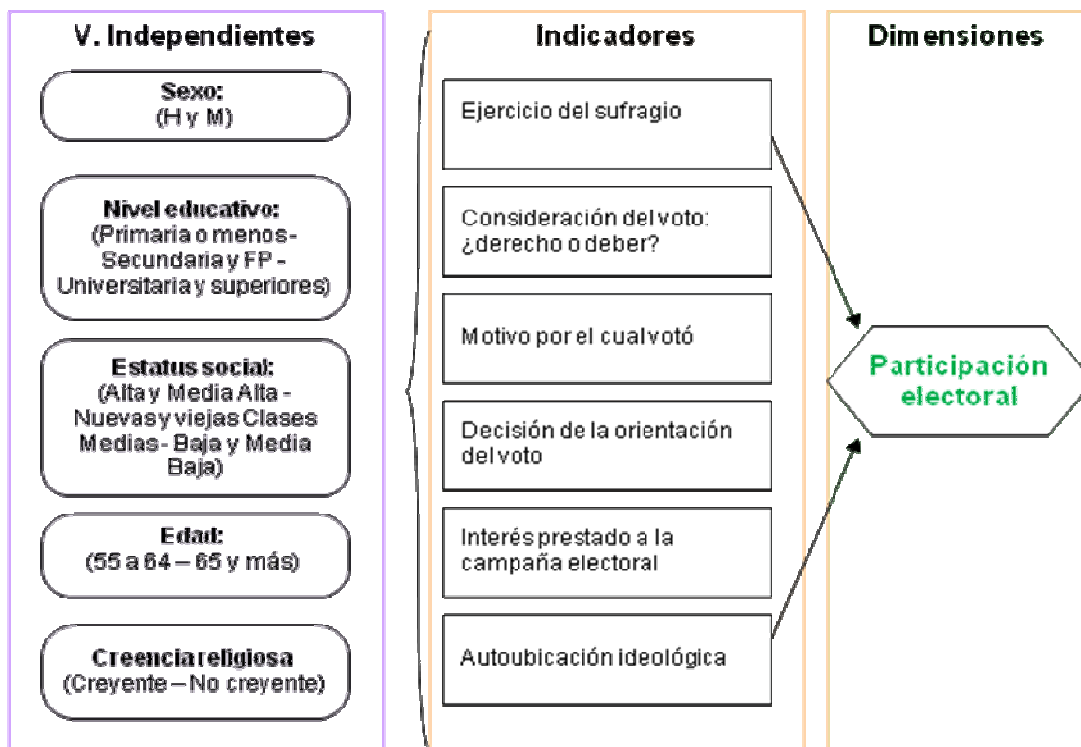 V. Independientes
Sexo:
(H y M)
Nivel educativo:
(Primaria o menos-
Secundaria y FP -
Universitaria y superiores)
Estatus social:
(Alta y Media Alta -
Nuevas y viejas Clases
Medias- Baja y Media
Baja)
Edad:
(55 a 64 – 65 y más)
Creencia religiosa
(Creyente – No creyente)
Indicadores
Ejercicio del sufragio
Consideración del voto:
¿derecho o deber?
Motivo por el cual votó
Decisión de la orientación
del voto
Interés prestado a la
campaña electoral
Autoubicación ideológica
Dimensiones
Participación
electoral